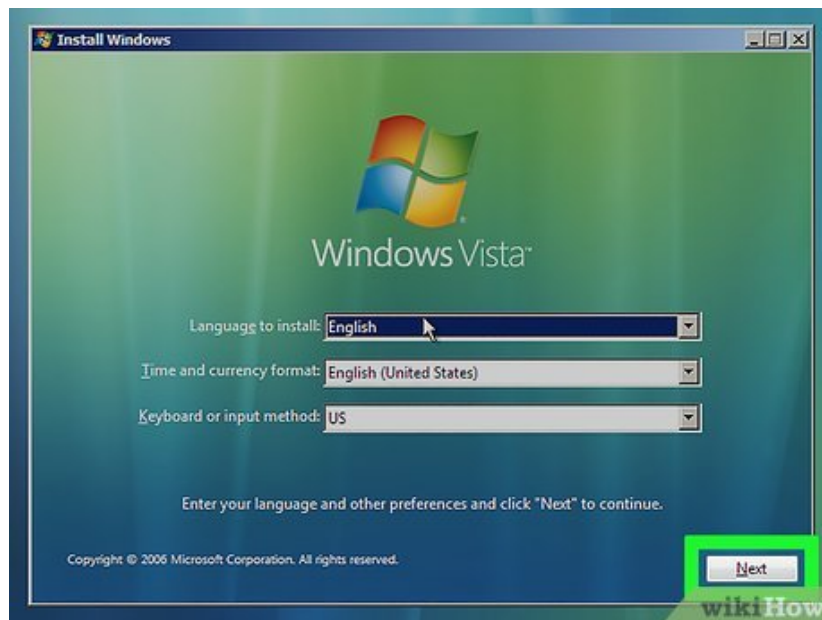 Install Windows
Windows Vista™
Language to install: English
Time and currency format: English (United States)
Keyboard or input method: US
Enter your language and other preferences and click "Next" to continue.
Copyright © 2006 Microsoft Corporation. All rights reserved.
Next
wikiHow